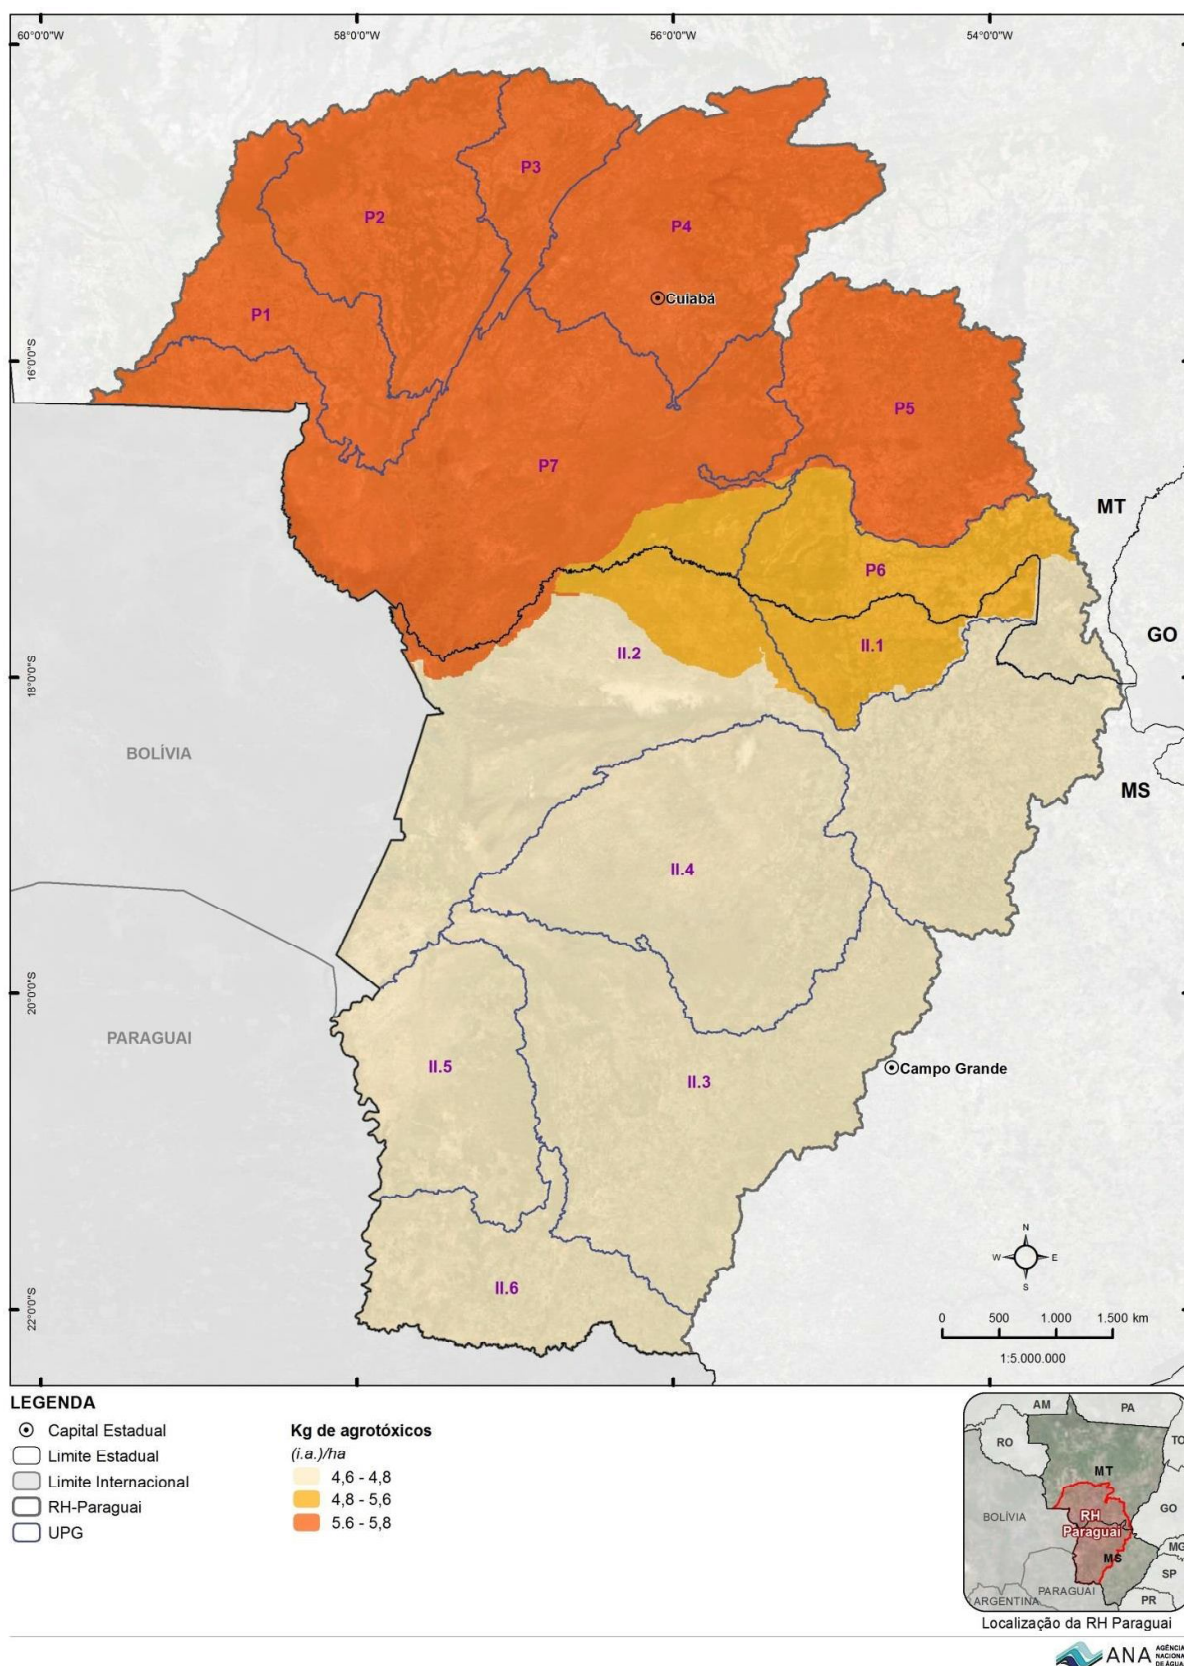 60°0'0"W
58°0'0"W
56°0'0"W
54°0'0"W
16°0'0"S
18°0'0"S
20°0'0"S
22°0'0"S
P3
P2
P4
Cuiabá
P1
P5
P7
MT
P6
GO
II.1
II.2
BOLÍVIA
MS
II.4
PARAGUAI
II.5
Campo Grande
II.3
II.6
N
W
E
S
0 500 1.000 1.500 km
1:5.000.000
LEGENDA
Capital Estadual
Limite Estadual
Limite Internacional
RH-Paraguai
UPG
Kg de agrotóxicos
(i.a.)/ha
4,6 - 4,8
4,8 - 5,6
5.6 - 5,8
AM
PA
RO
TO
MT
GO
BOLÍVIA
RH
Paraguai
MG
MS
SP
PARAGUAI
ARGENTINA
PR
Localização da RH Paraguai
ANA
AGÊNCIA
NACIONAL
DE ÁGUAS